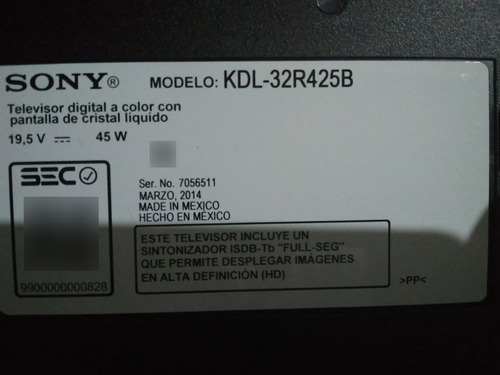 SONY® MODELO: KDL-32R425B
Televisor digital a color con
pantalla de cristal liquido
19,5 V ⎓ 45 W
SEC
Ser. No. 7056511
MARZO, 2014
MADE IN MEXICO
HECHO EN MÉXICO
9900000000828
ESTE TELEVISOR INCLUYE UN
SINTONIZADOR ISDB-Tb "FULL-SEG"
QUE PERMITE DESPLEGAR IMÁGENES
EN ALTA DEFINICIÓN (HD)
>PP<